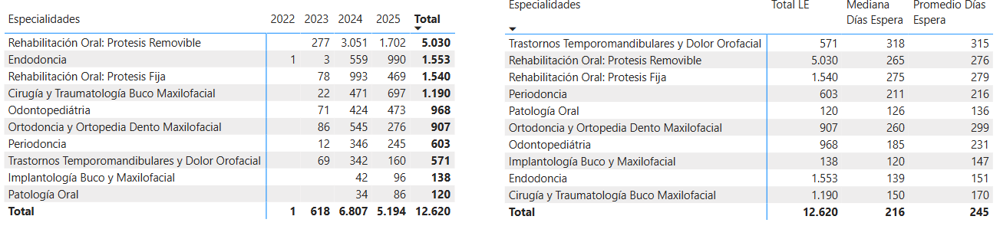 Especialidades 2022 2023 2024 2025 Total
Rehabilitación Oral: Protesis Removible 277 3.051 1.702 5.030
Endodoncia 1 3 559 990 1.553
Rehabilitación Oral: Protesis Fija 78 993 469 1.540
Cirugía y Traumatología Buco Maxilofacial 22 471 697 1.190
Odontopediátria 71 424 473 968
Ortodoncia y Ortopedia Dento Maxilofacial 86 545 276 907
Periodoncia 12 346 245 603
Trastornos Temporomandibulares y Dolor Orofacial 69 342 160 571
Implantología Buco y Maxilofacial 42 96 138
Patología Oral 34 86 120
Total 1 618 6.807 5.194 12.620
Especialidades Total LE Mediana Promedio Días
Días Espera Espera
Trastornos Temporomandibulares y Dolor Orofacial 571 318 315
Rehabilitación Oral: Protesis Removible 5.030 265 276
Rehabilitación Oral: Protesis Fija 1.540 275 279
Periodoncia 603 211 216
Patología Oral 120 126 136
Ortodoncia y Ortopedia Dento Maxilofacial 907 260 299
Odontopediátria 968 185 231
Implantología Buco y Maxilofacial 138 120 147
Endodoncia 1.553 139 151
Cirugía y Traumatología Buco Maxilofacial 1.190 150 170
Total 12.620 216 245